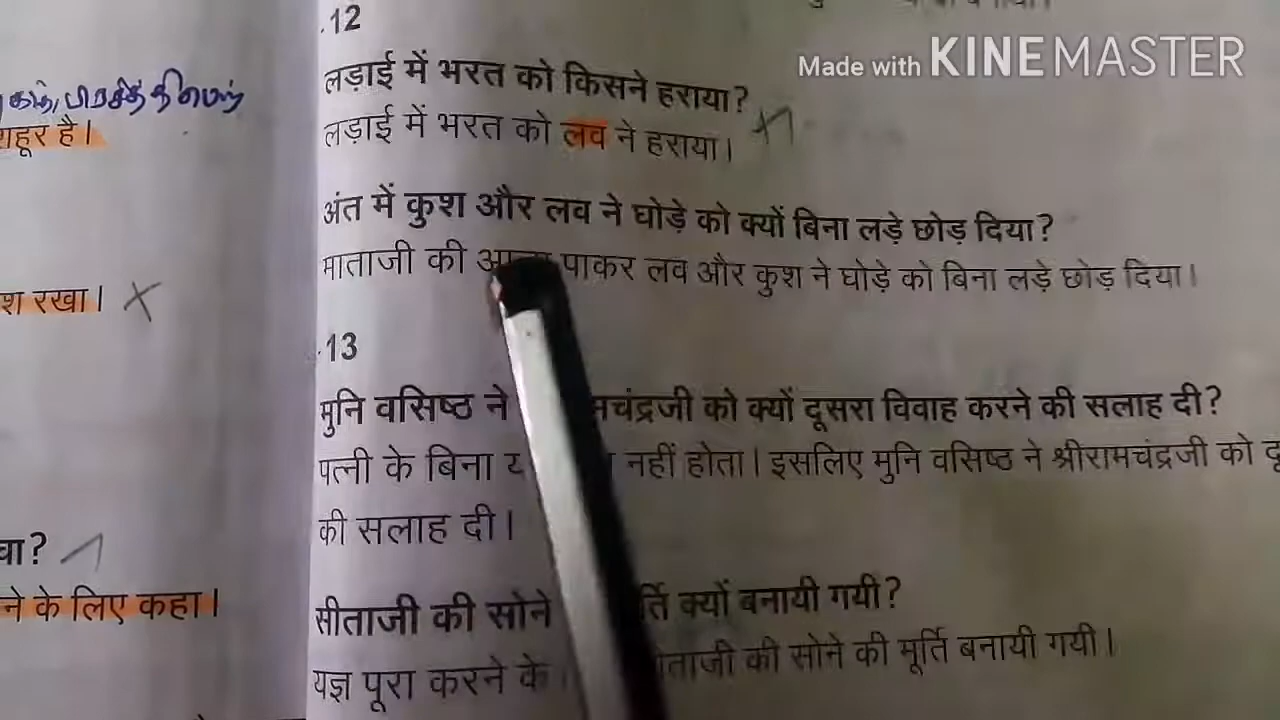 Made with KINEMASTER
शहूर है।
श रखा।
वा?
ने के लिए कहा।
.12
लड़ाई में भरत को किसने हराया?
लड़ाई में भरत को लव ने हराया।
अंत में कुश और लव ने घोड़े को क्यों बिना लड़े छोड़ दिया?
माताजी की पाकर लव और कुश ने घोड़े को बिना लड़े छोड़ दिया।
.13
मुनि वसिष्ठ ने मचंद्रजी को क्यों दूसरा विवाह करने की सलाह दी?
पत्नी के बिना नहीं होता। इसलिए मुनि वसिष्ठ ने श्रीरामचंद्रजी को दू
की सलाह दी।
सीताजी की सोने र्ति क्यों बनायी गयी?
यज्ञ पूरा करने के ताजी की सोने की मूर्ति बनायी गयी।